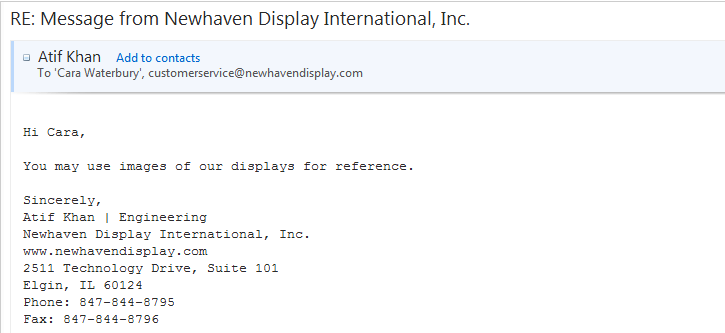 RE: Message from Newhaven Display International, Inc.
Atif Khan Add to contacts
To 'Cara Waterbury', customerservice@newhavendisplay.com
Hi Cara,
You may use images of our displays for reference.
Sincerely,
Atif Khan | Engineering
Newhaven Display International, Inc.
www.newhavendisplay.com
2511 Technology Drive, Suite 101
Elgin, IL 60124
Phone: 847-844-8795
Fax: 847-844-8796